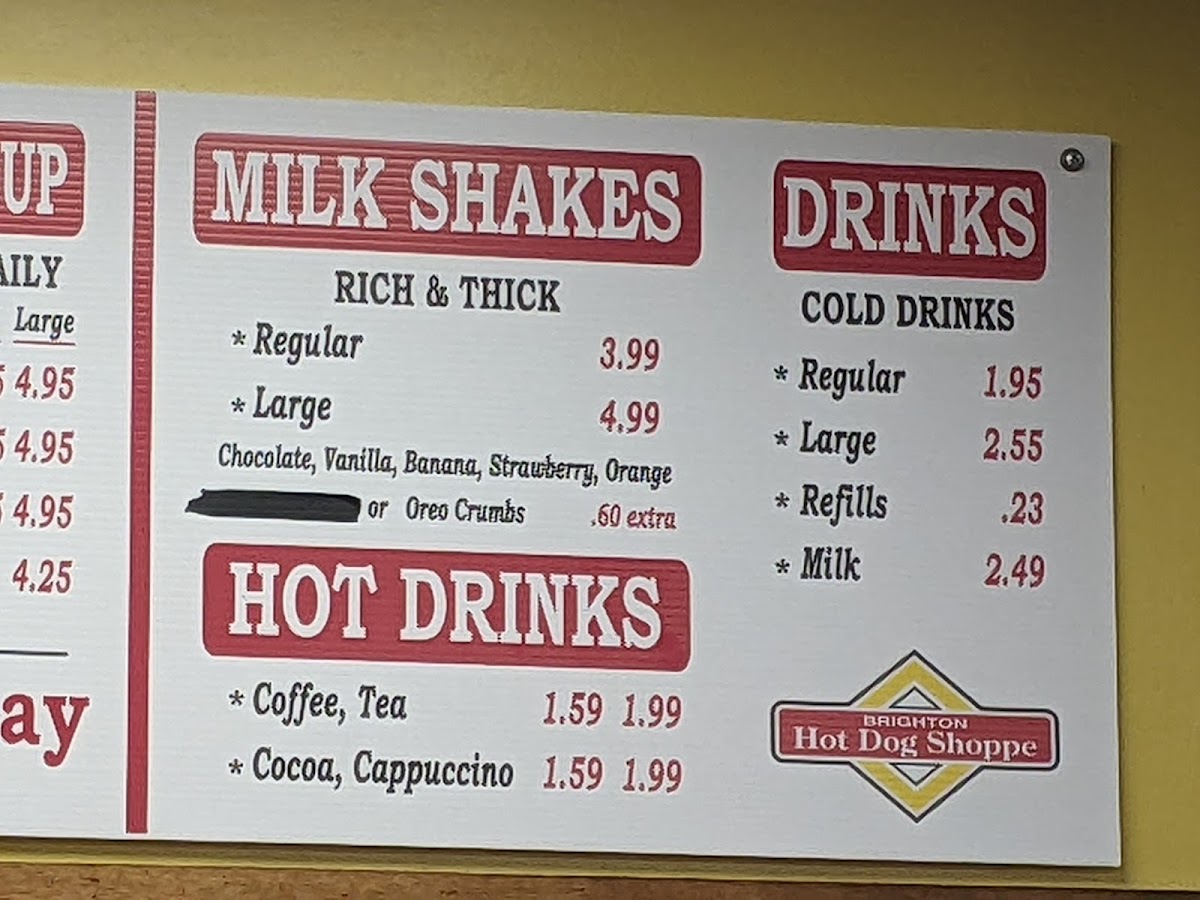 UP
AILY
Large
4.95
4.95
4.95
4.25
ay
MILK SHAKES
RICH & THICK
* Regular 3.99
* Large 4.99
Chocolate, Vanilla, Banana, Strawberry, Orange
or Oreo Crumbs .60 extra
HOT DRINKS
* Coffee, Tea 1.59 1.99
* Cocoa, Cappuccino 1.59 1.99
DRINKS
COLD DRINKS
* Regular 1.95
* Large 2.55
* Refills .23
* Milk 2.49
BRIGHTON
Hot Dog Shoppe